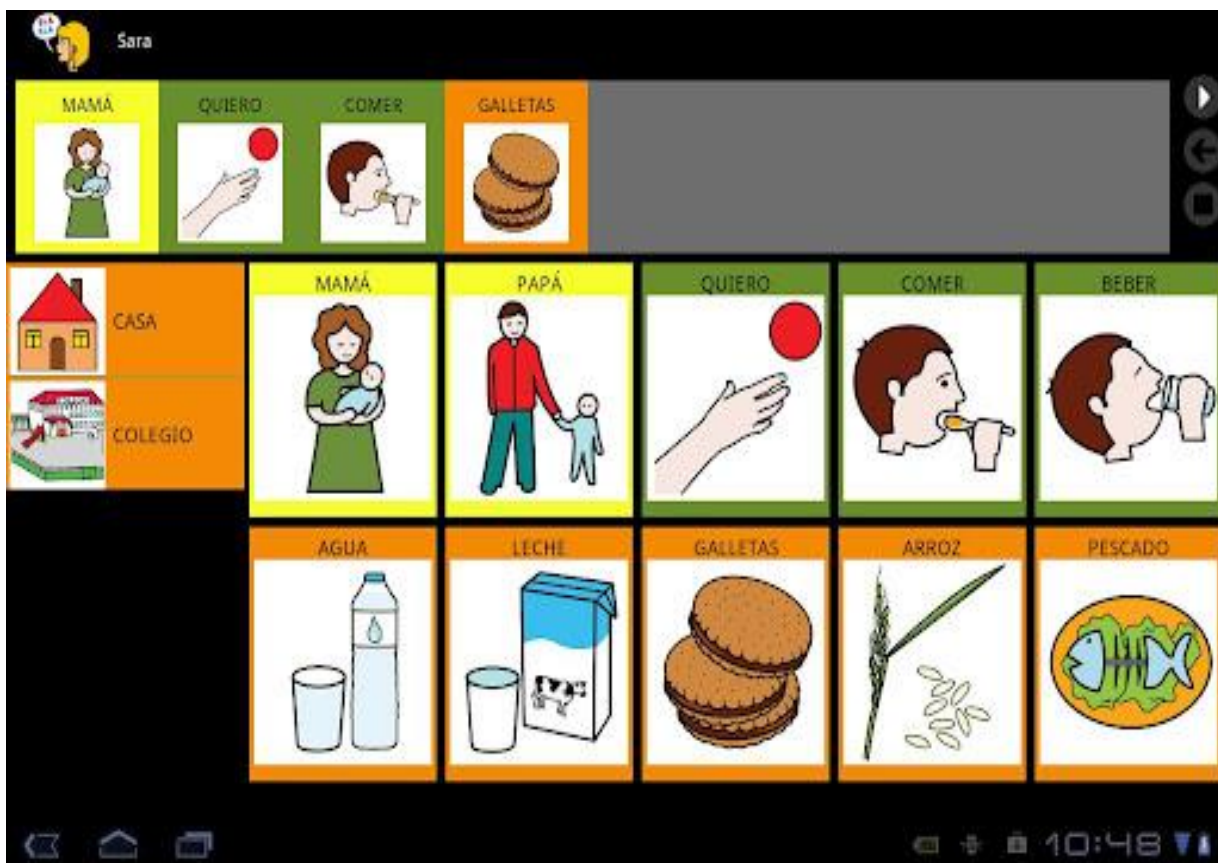 Sara
MAMÁ QUIERO COMER GALLETAS
CASA
COLEGIO
MAMÁ PAPÁ QUIERO COMER BEBER
AGUA LECHE GALLETAS ARROZ PESCADO
10:48